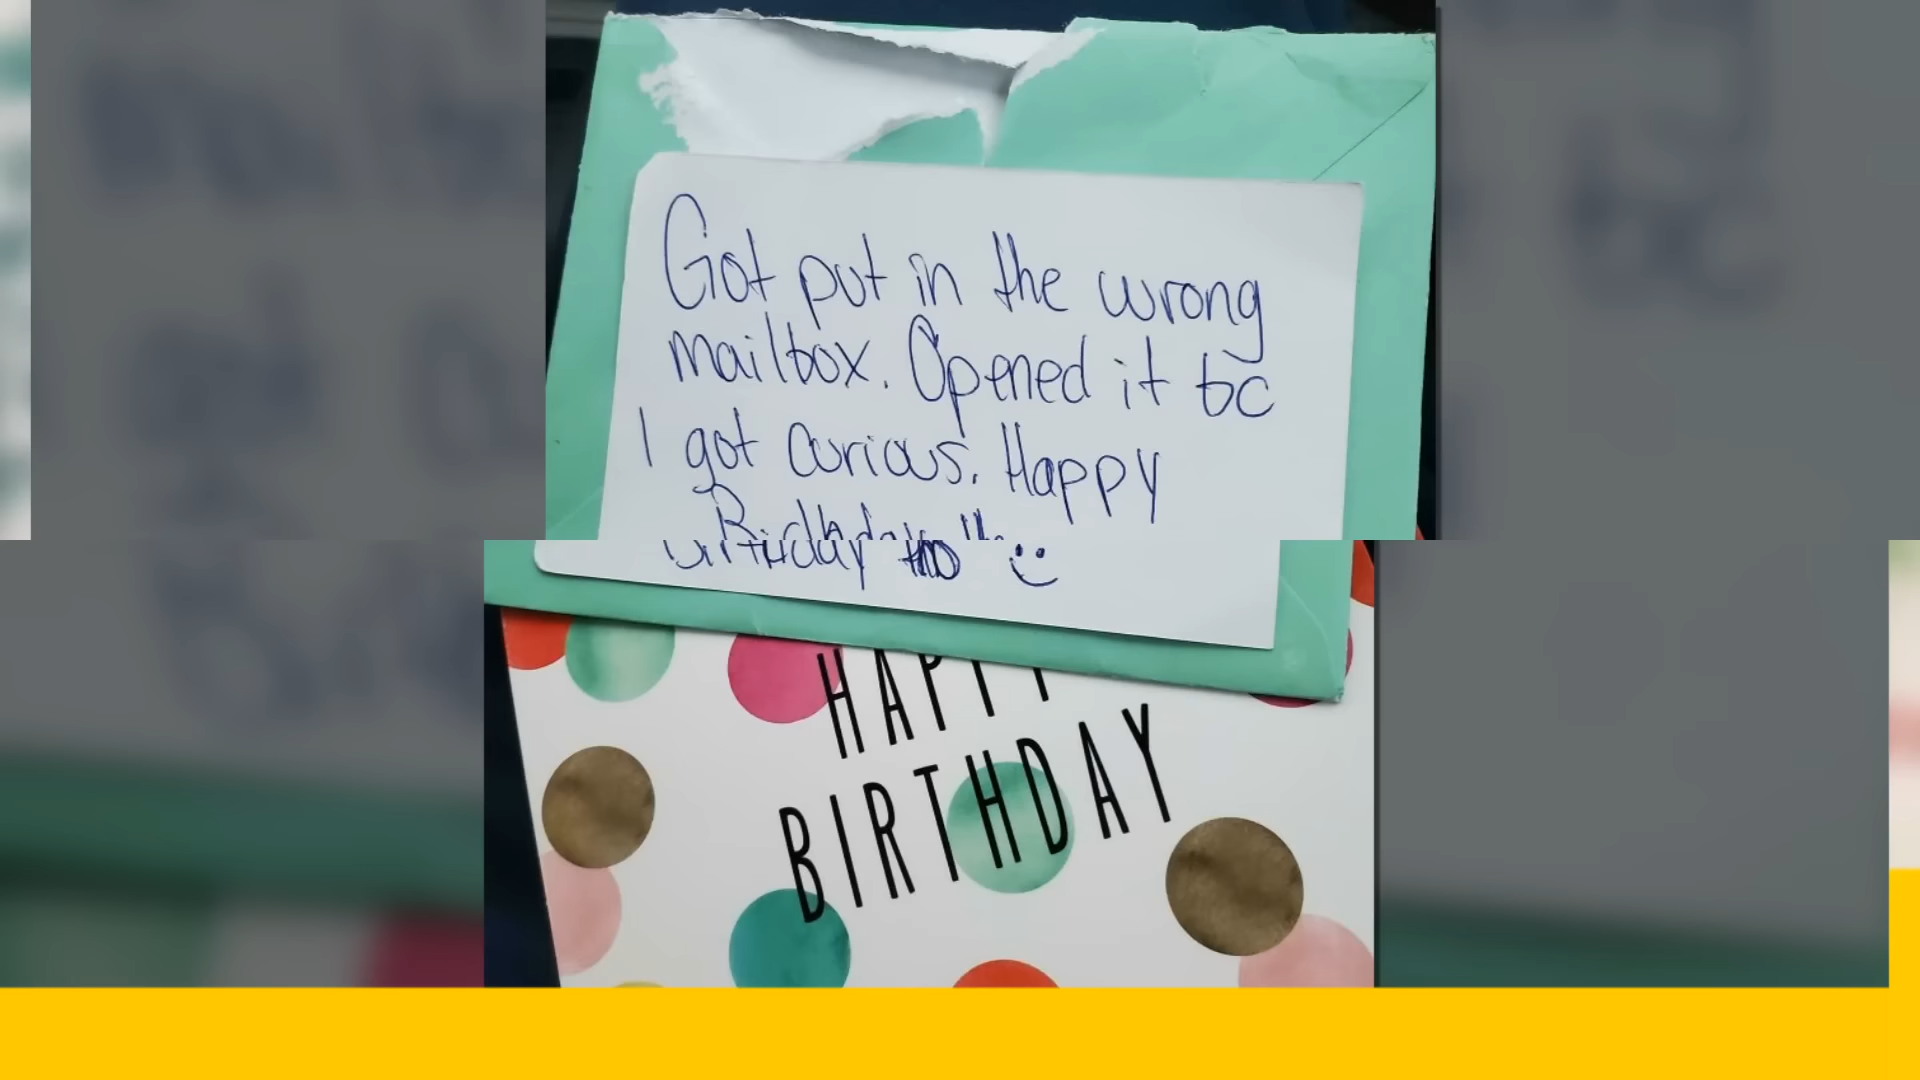 Got put in the wrong
mailbox. Opened it bc
I got curious. Happy
Birthday
HAPPY
BIRTHDAY